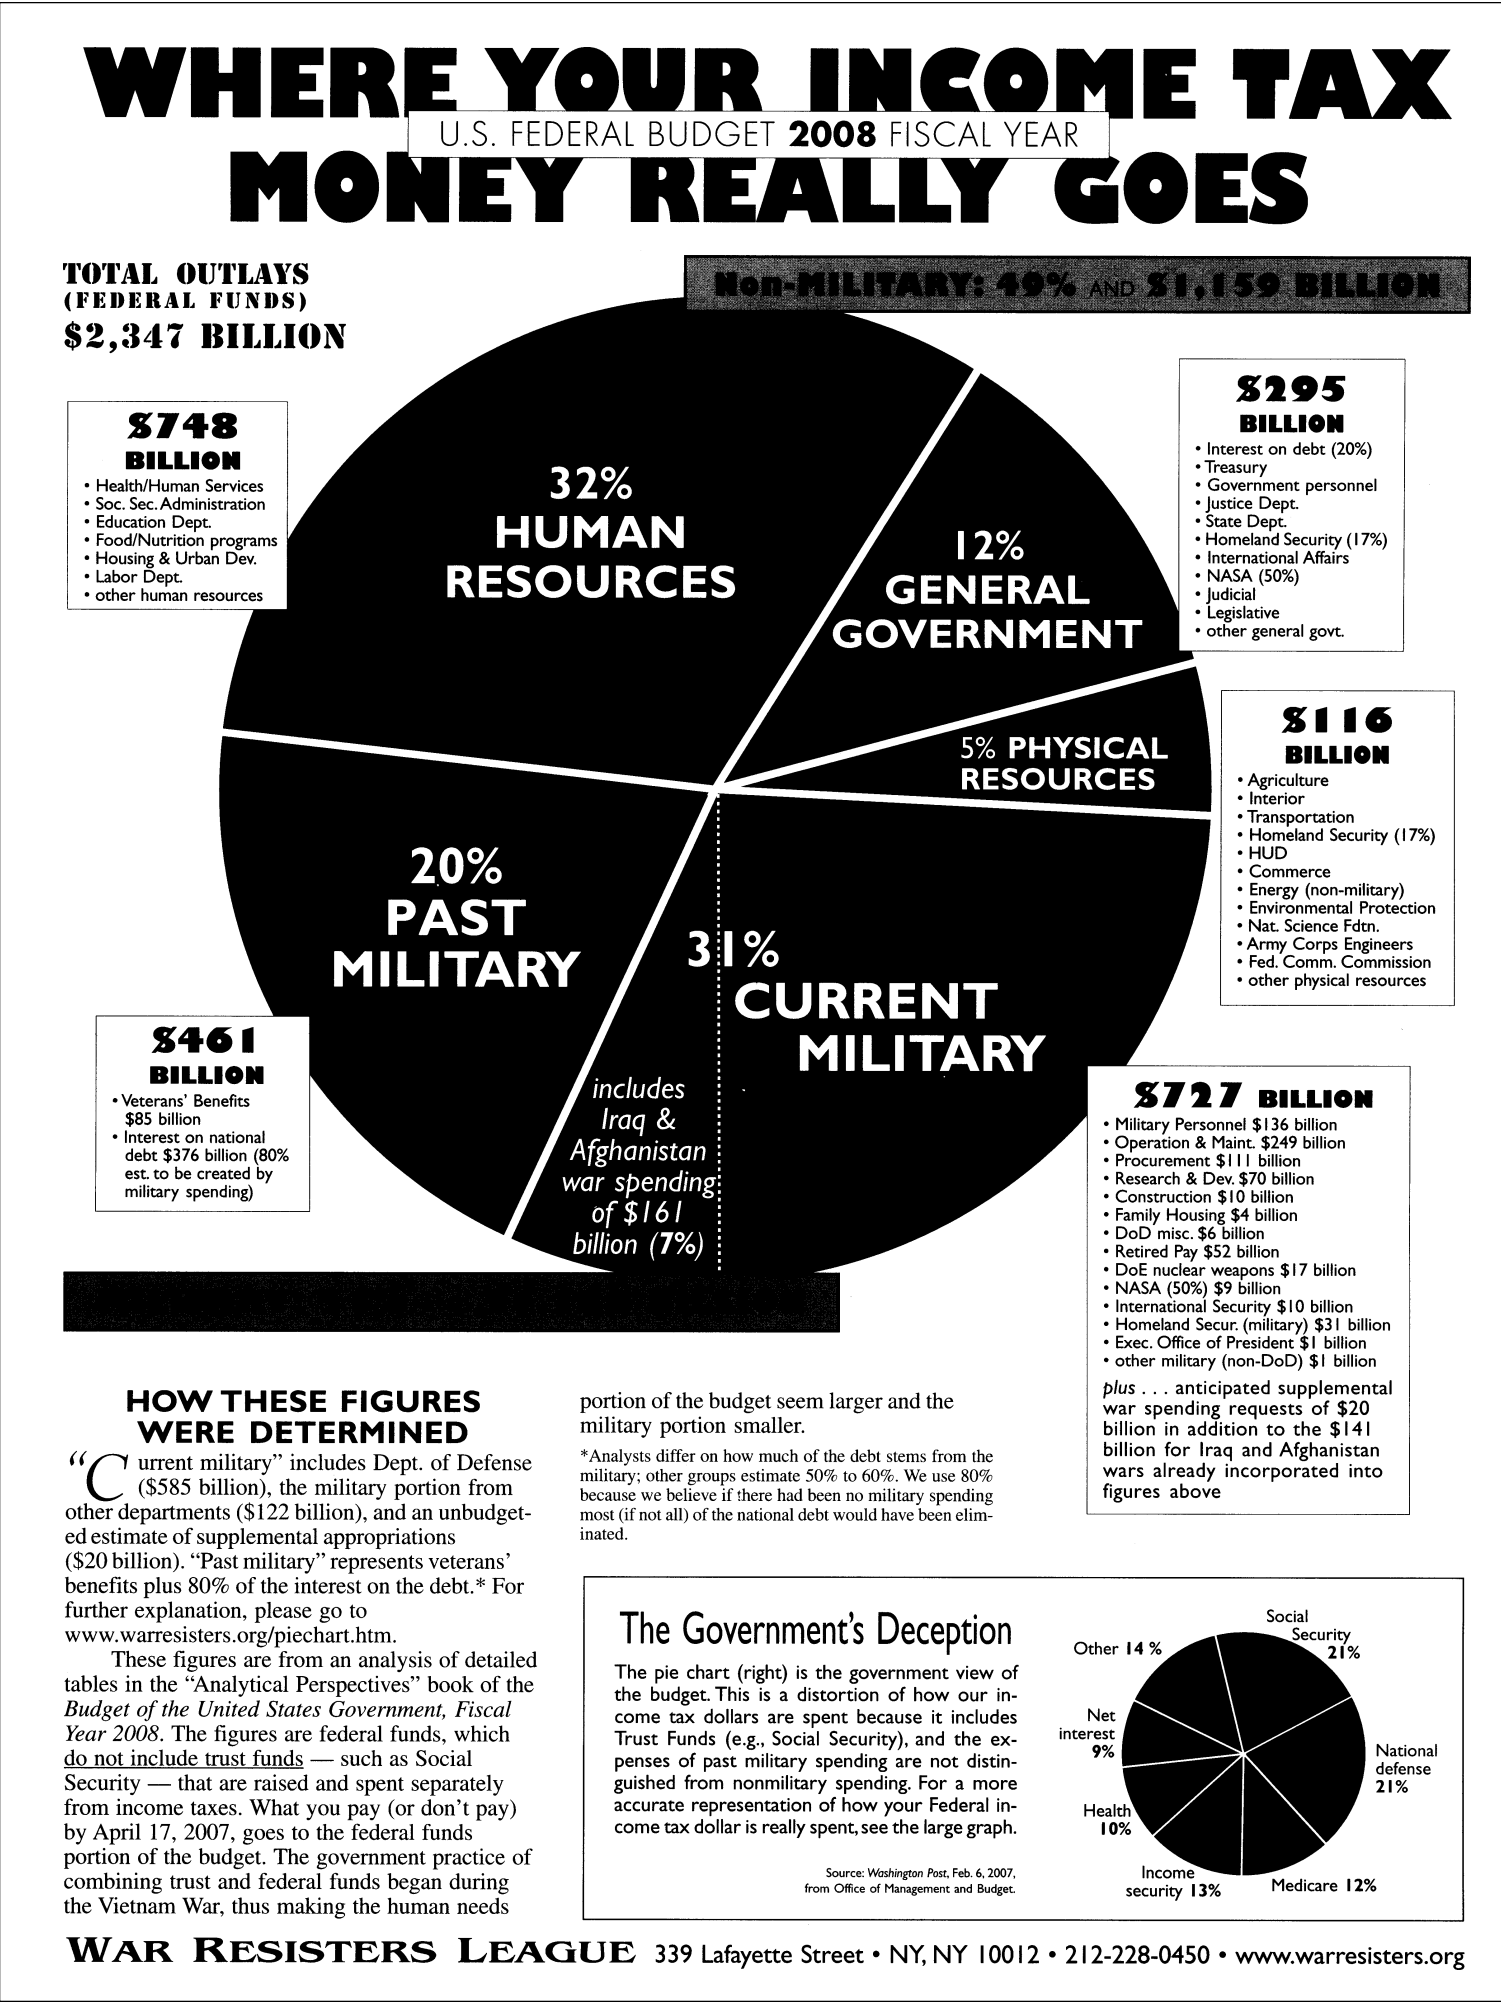 WHERE YOUR INCOME TAX
U.S. FEDERAL BUDGET 2008 FISCAL YEAR
MONEY REALLY GOES
TOTAL OUTLAYS
(FEDERAL FUNDS)
$2,347 BILLION
Non-MILITARY: 49% AND $1,159 BILLION
$748
BILLION
• Health/Human Services
• Soc. Sec. Administration
• Education Dept.
• Food/Nutrition programs
• Housing & Urban Dev.
• Labor Dept.
• other human resources
32%
HUMAN
RESOURCES
12%
GENERAL
GOVERNMENT
$295
BILLION
• Interest on debt (20%)
• Treasury
• Government personnel
• Justice Dept.
• State Dept.
• Homeland Security (17%)
• International Affairs
• NASA (50%)
• Judicial
• Legislative
• other general govt.
5% PHYSICAL
RESOURCES
$116
BILLION
• Agriculture
• Interior
• Transportation
• Homeland Security (17%)
• HUD
• Commerce
• Energy (non-military)
• Environmental Protection
• Nat. Science Fdtn.
• Army Corps Engineers
• Fed. Comm. Commission
• other physical resources
20%
PAST
MILITARY
$461
BILLION
• Veterans' Benefits
$85 billion
• Interest on national
debt $376 billion (80%
est. to be created by
military spending)
31%
CURRENT
MILITARY
includes
Iraq &
Afghanistan
war spending
of $161
billion (7%)
$727 BILLION
• Military Personnel $136 billion
• Operation & Maint. $249 billion
• Procurement $111 billion
• Research & Dev. $70 billion
• Construction $10 billion
• Family Housing $4 billion
• DoD misc. $6 billion
• Retired Pay $52 billion
• DoE nuclear weapons $17 billion
• NASA (50%) $9 billion
• International Security $10 billion
• Homeland Secur. (military) $31 billion
• Exec. Office of President $1 billion
• other military (non-DoD) $1 billion
plus . . . anticipated supplemental
war spending requests of $20
billion in addition to the $141
billion for Iraq and Afghanistan
wars already incorporated into
figures above
HOW THESE FIGURES
WERE DETERMINED
“Current military” includes Dept. of Defense
($585 billion), the military portion from
other departments ($122 billion), and an unbudget-
ed estimate of supplemental appropriations
($20 billion). “Past military” represents veterans'
benefits plus 80% of the interest on the debt.* For
further explanation, please go to
www.warresisters.org/piechart.htm.
These figures are from an analysis of detailed
tables in the “Analytical Perspectives” book of the
Budget of the United States Government, Fiscal
Year 2008. The figures are federal funds, which
do not include trust funds — such as Social
Security — that are raised and spent separately
from income taxes. What you pay (or don't pay)
by April 17, 2007, goes to the federal funds
portion of the budget. The government practice of
combining trust and federal funds began during
the Vietnam War, thus making the human needs
portion of the budget seem larger and the
military portion smaller.
*Analysts differ on how much of the debt stems from the
military; other groups estimate 50% to 60%. We use 80%
because we believe if there had been no military spending
most (if not all) of the national debt would have been elim-
inated.
The Government's Deception
The pie chart (right) is the government view of
the budget. This is a distortion of how our in-
come tax dollars are spent because it includes
Trust Funds (e.g., Social Security), and the ex-
penses of past military spending are not distin-
guished from nonmilitary spending. For a more
accurate representation of how your Federal in-
come tax dollar is really spent, see the large graph.
Source: Washington Post, Feb. 6, 2007,
from Office of Management and Budget.
Social
Security
21%
Other 14 %
Net
interest
9%
National
defense
21%
Health
10%
Income
security 13%
Medicare 12%
WAR RESISTERS LEAGUE 339 Lafayette Street • NY, NY 10012 • 212-228-0450 • www.warresisters.org